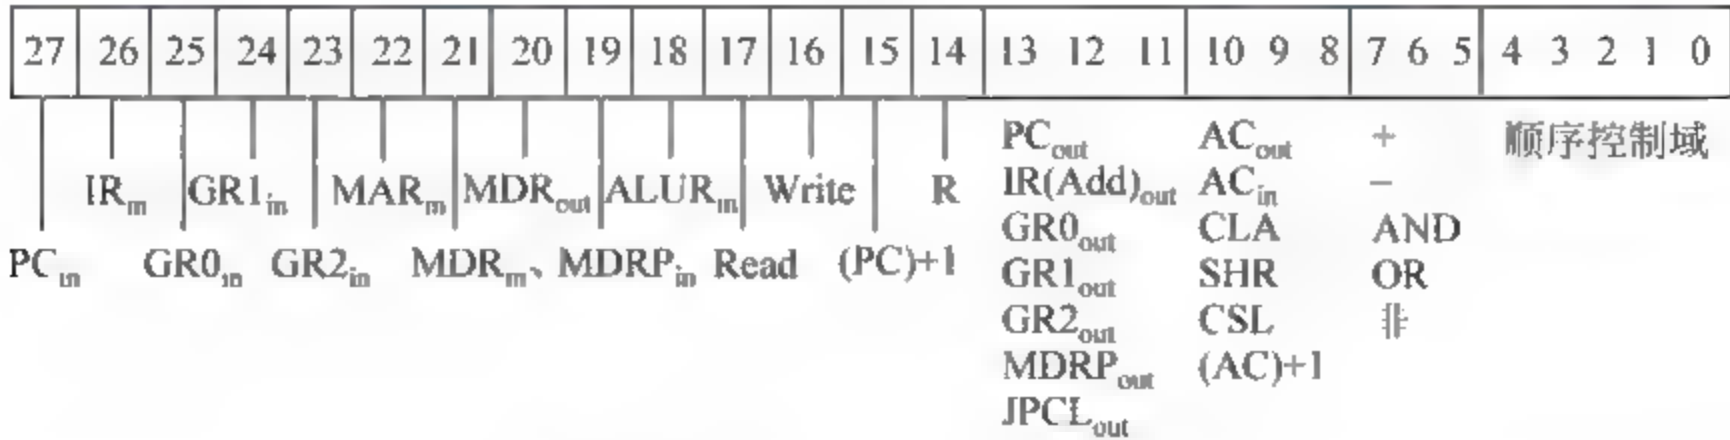 27 26 25 24 23 22 21 20 19 18 17 16 15 14 13 12 11 10 9 8 7 6 5 4 3 2 1 0
PCout ACout + 顺序控制域
IRin GR1in MARin MDRout ALURin Write R IR(Add)out ACin −
GR0out CLA AND
PCin GR0in GR2in MDRin、 MDRPin Read (PC)+1 GR1out SHR OR
GR2out CSL 非
MDRPout (AC)+1
JPCLout